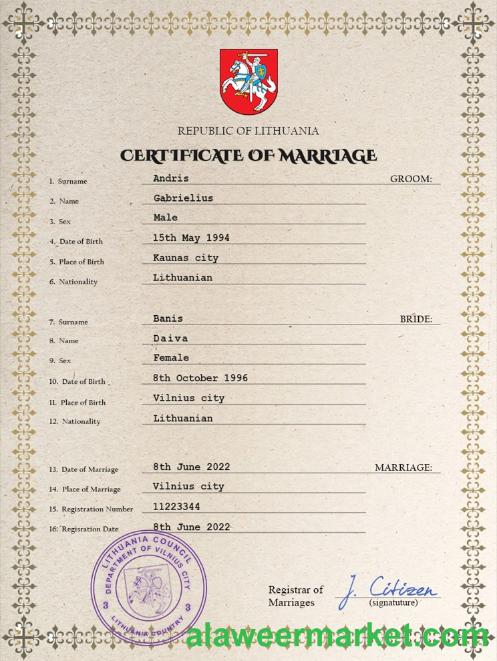 REPUBLIC OF LITHUANIA
CERTIFICATE OF MARRIAGE
1. Surname Andris GROOM:
2. Name Gabrielius
3. Sex Male
4. Date of Birth 15th May 1994
5. Place of Birth Kaunas city
6. Nationality Lithuanian
7. Surname Banis BRIDE:
8. Name Daiva
9. Sex Female
10. Date of Birth 8th October 1996
11. Place of Birth Vilnius city
12. Nationality Lithuanian
13. Date of Marriage 8th June 2022 MARRIAGE:
14. Place of Marriage Vilnius city
15. Registration Number 11223344
16. Regisration Date 8th June 2022
LITHUANIA COUNCIL
DEPARTMENT OF VILNIUS CITY
3 3
LITHUANIA COUNTRY
Registrar of J. Citizen
Marriages (signatuture)
alaweermarket.com